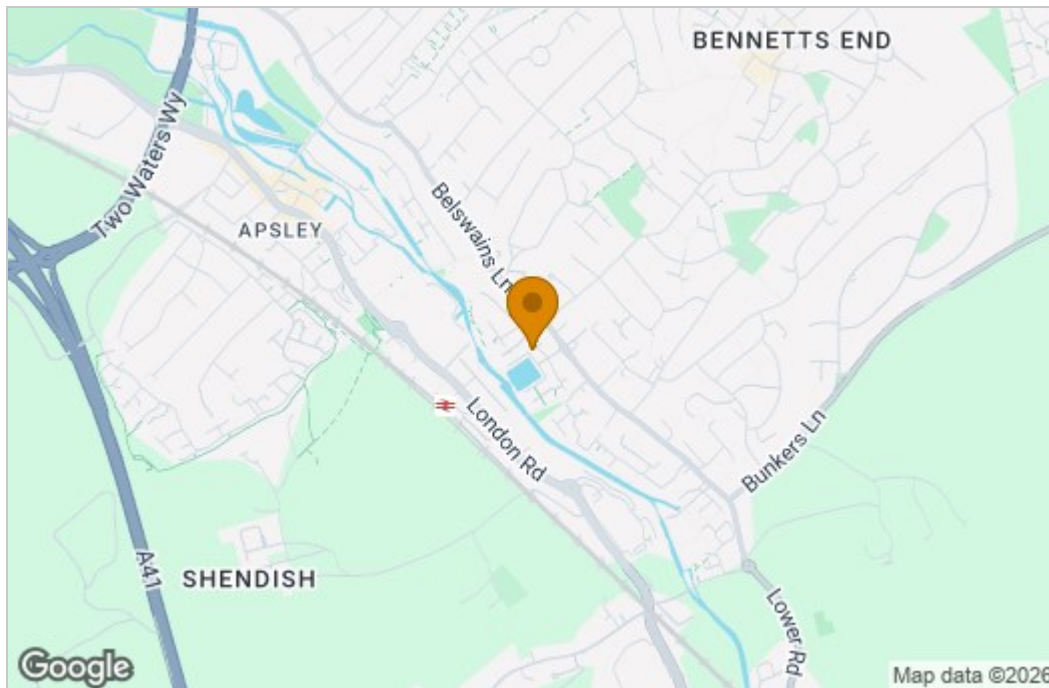 BENNETTS END
Two Waters Wy
APSLEY
Belswains Ln
London Rd
Bunkers Ln
A41
SHENDISH
Lower Rd
Google
Map data ©2026